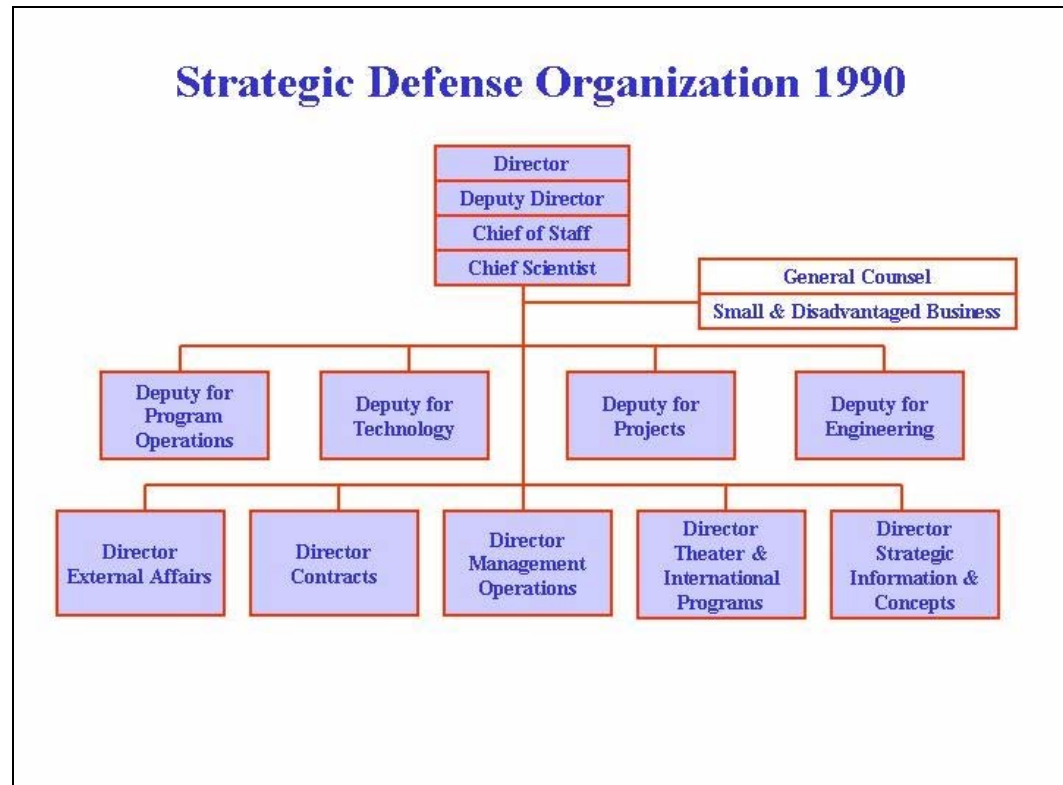 Strategic Defense Organization 1990
Director
Deputy Director
Chief of Staff
Chief Scientist
General Counsel
Small & Disadvantaged Business
Deputy for
Program
Operations
Deputy for
Technology
Deputy for
Projects
Deputy for
Engineering
Director
External Affairs
Director
Contracts
Director
Management
Operations
Director
Theater &
International
Programs
Director
Strategic
Information &
Concepts